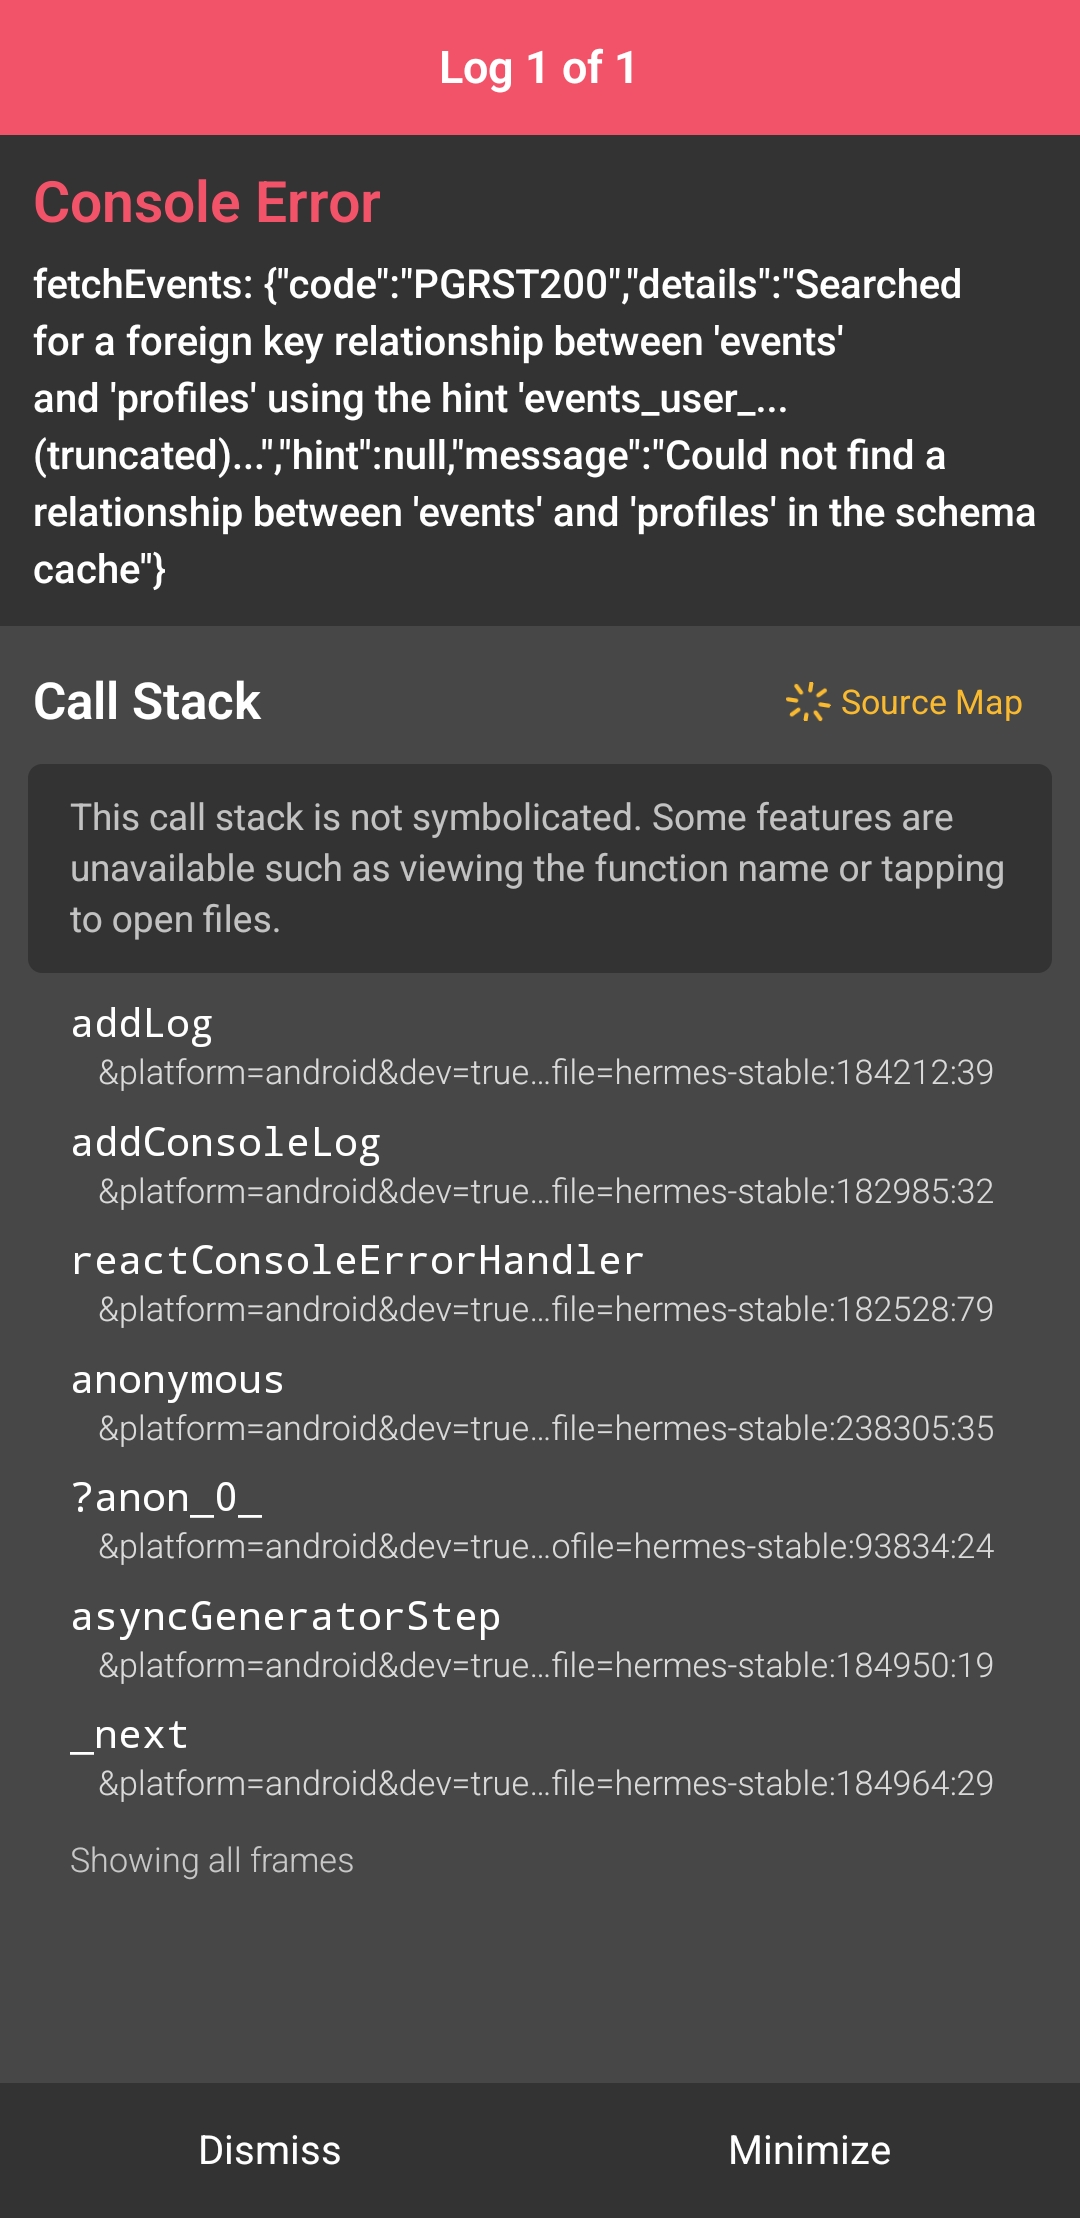 Log 1 of 1
Console Error
fetchEvents: {"code":"PGRST200","details":"Searched
for a foreign key relationship between 'events'
and 'profiles' using the hint 'events_user_...
(truncated)...","hint":null,"message":"Could not find a
relationship between 'events' and 'profiles' in the schema
cache"}
Call Stack
Source Map
This call stack is not symbolicated. Some features are
unavailable such as viewing the function name or tapping
to open files.
addLog
&platform=android&dev=true...file=hermes-stable:184212:39
addConsoleLog
&platform=android&dev=true...file=hermes-stable:182985:32
reactConsoleErrorHandler
&platform=android&dev=true...file=hermes-stable:182528:79
anonymous
&platform=android&dev=true...file=hermes-stable:238305:35
?anon_0_
&platform=android&dev=true...ofile=hermes-stable:93834:24
asyncGeneratorStep
&platform=android&dev=true...file=hermes-stable:184950:19
_next
&platform=android&dev=true...file=hermes-stable:184964:29
Showing all frames
Dismiss
Minimize